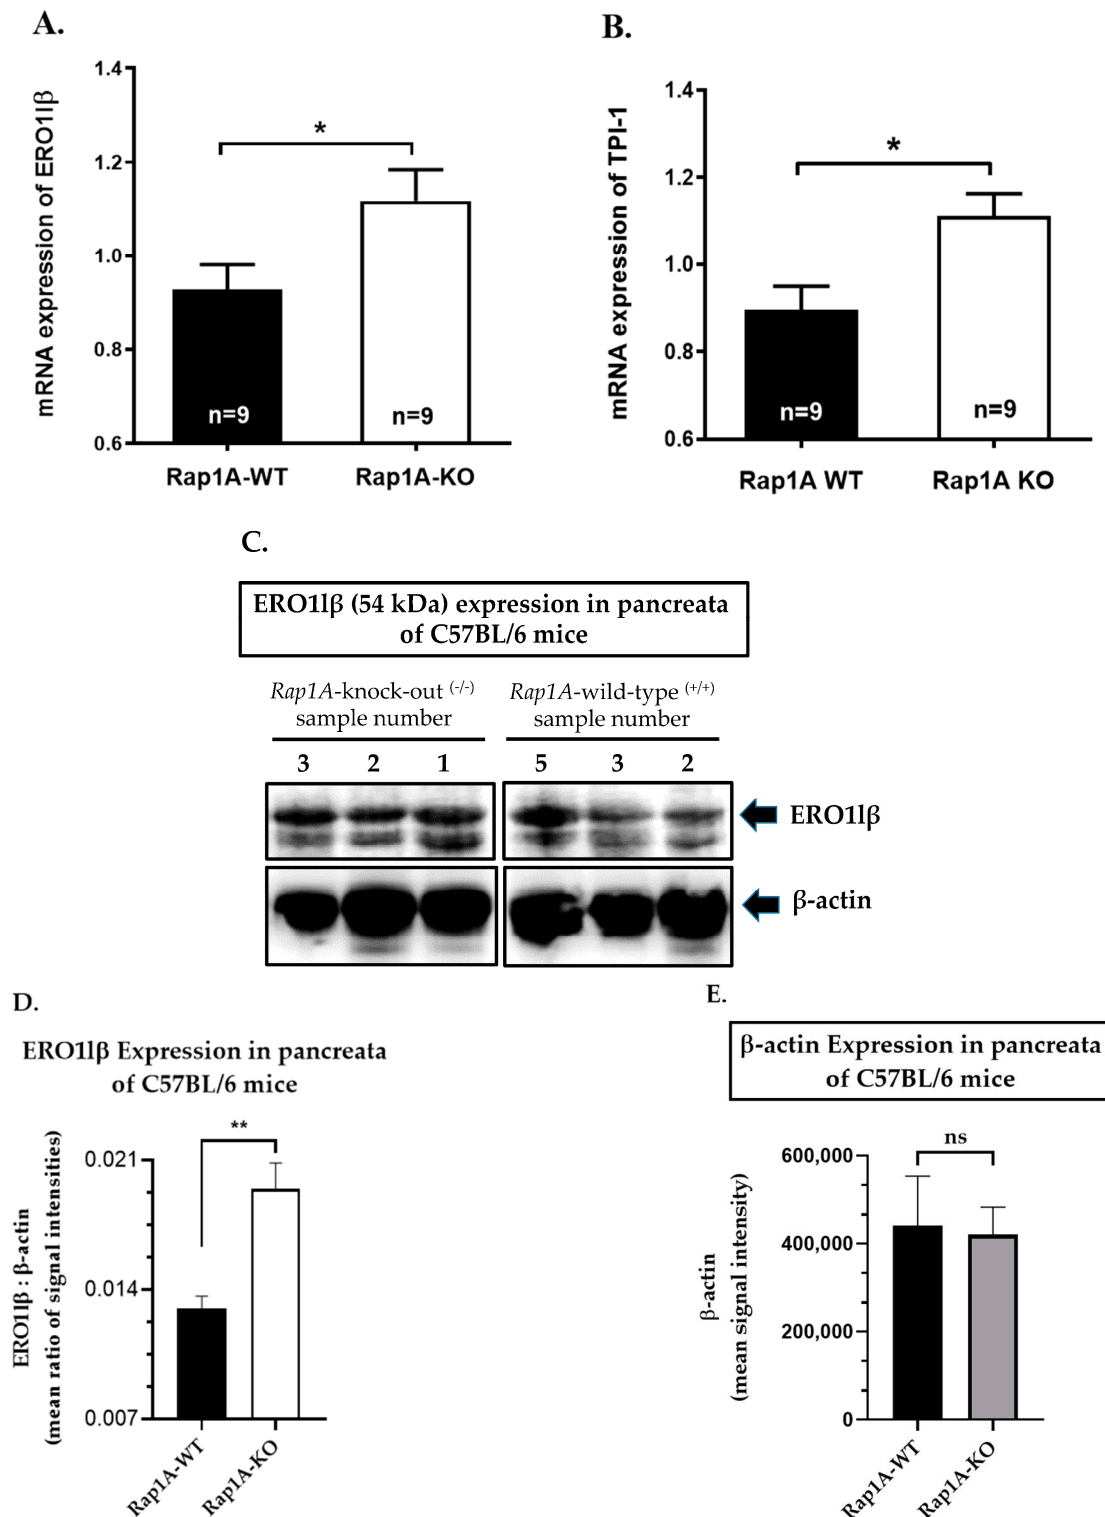 A.
mRNA expression of ERO1lβ
1.4
1.2
1.0
0.8
0.6
*
n=9
n=9
Rap1A-WT
Rap1A-KO
B.
mRNA expression of TPI-1
1.4
1.2
1.0
0.8
0.6
*
n=9
n=9
Rap1A WT
Rap1A KO
C.
ERO1lβ (54 kDa) expression in pancreata
of C57BL/6 mice
Rap1A-knock-out (-/-)
sample number
Rap1A-wild-type (+/+)
sample number
3 2 1
5 3 2
ERO1lβ
β-actin
D.
ERO1lβ Expression in pancreata
of C57BL/6 mice
ERO1lβ : β-actin
(mean ratio of signal intensities)
0.021
0.014
0.007
**
Rap1A-WT
Rap1A-KO
E.
β-actin Expression in pancreata
of C57BL/6 mice
β-actin
(mean signal intensity)
600,000
400,000
200,000
0
ns
Rap1A-WT
Rap1A-KO